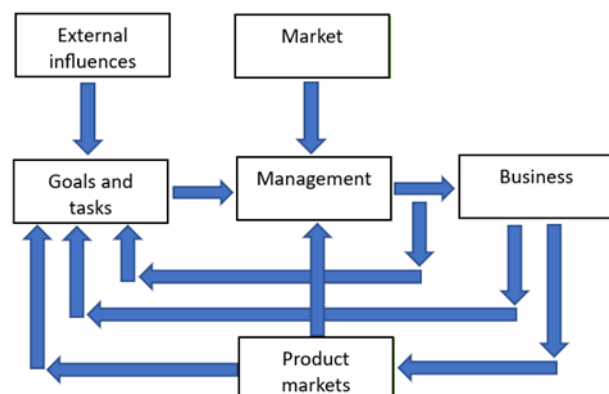 External
influences
Market
Goals and
tasks
Management
Business
Product
markets